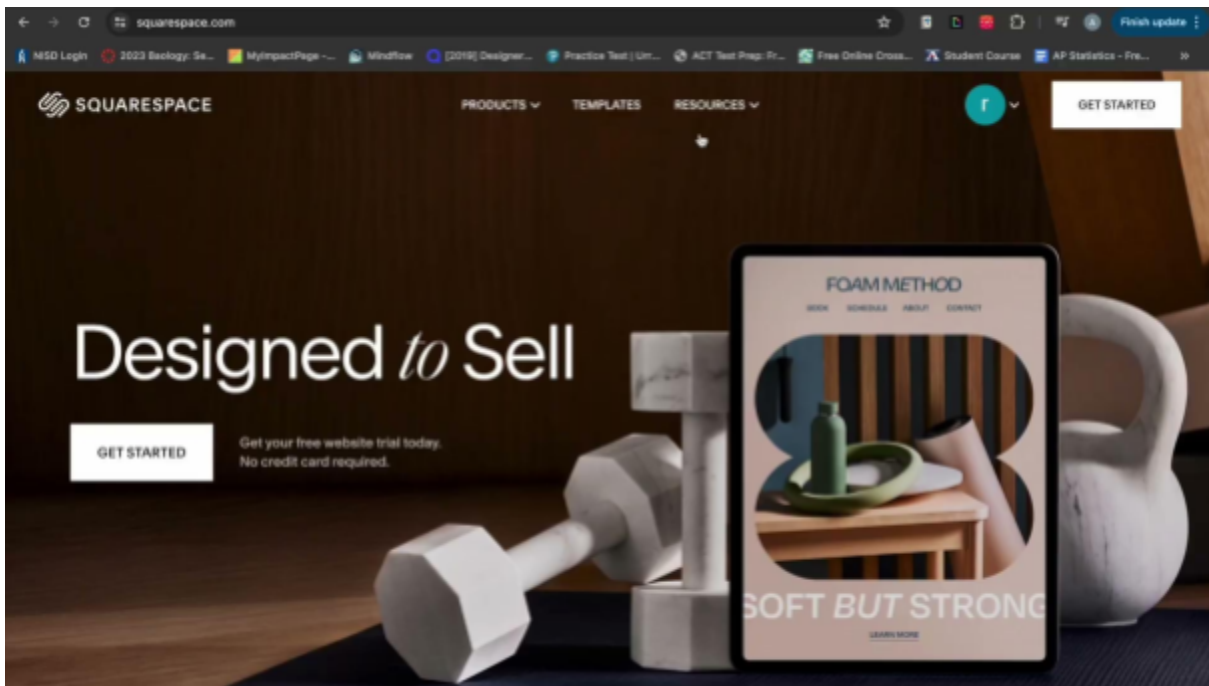 squarespace.com
Finish update
NISD Login
2023 Baology: Se...
MyImpactPage -...
Mindflow
[2019] Designer...
Practice Test | Urr...
ACT Test Prep: Fr...
Free Online Cross...
Student Course
AP Statistics - Fre...
SQUARESPACE
PRODUCTS
TEMPLATES
RESOURCES
r
GET STARTED
FOAM METHOD
BOOK SCHEDULE ABOUT CONTACT
Designed to Sell
GET STARTED
Get your free website trial today.
No credit card required.
SOFT BUT STRONG
LEARN MORE